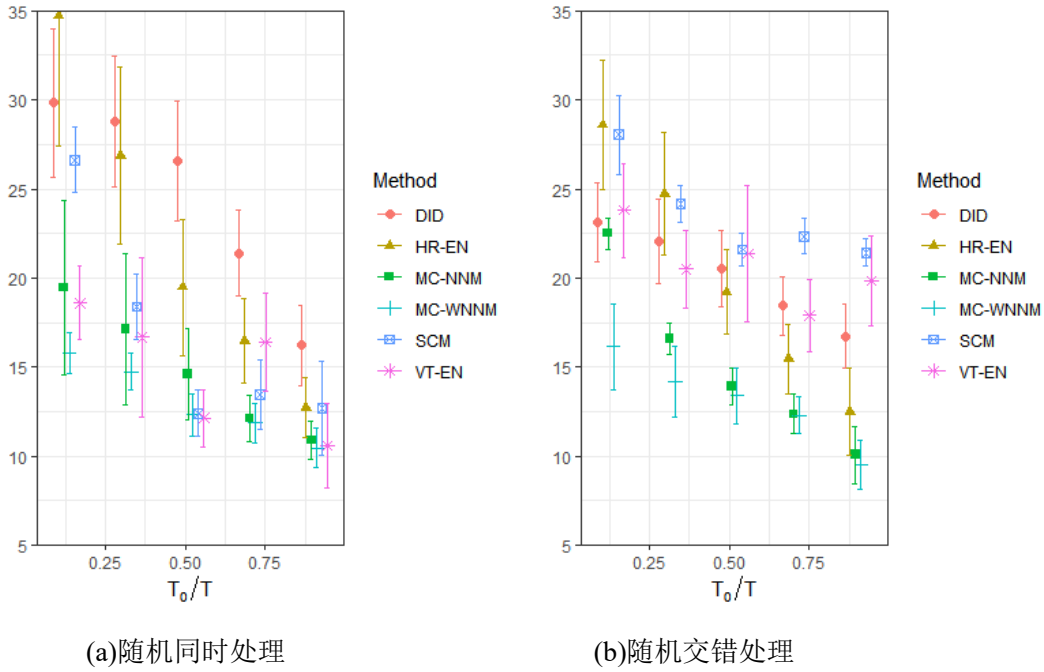 35
30
25
20
15
10
5
0.25 0.50 0.75
T₀/T
Method
DID
HR-EN
MC-NNM
MC-WNNM
SCM
VT-EN
(a)随机同时处理
35
30
25
20
15
10
5
0.25 0.50 0.75
T₀/T
Method
DID
HR-EN
MC-NNM
MC-WNNM
SCM
VT-EN
(b)随机交错处理